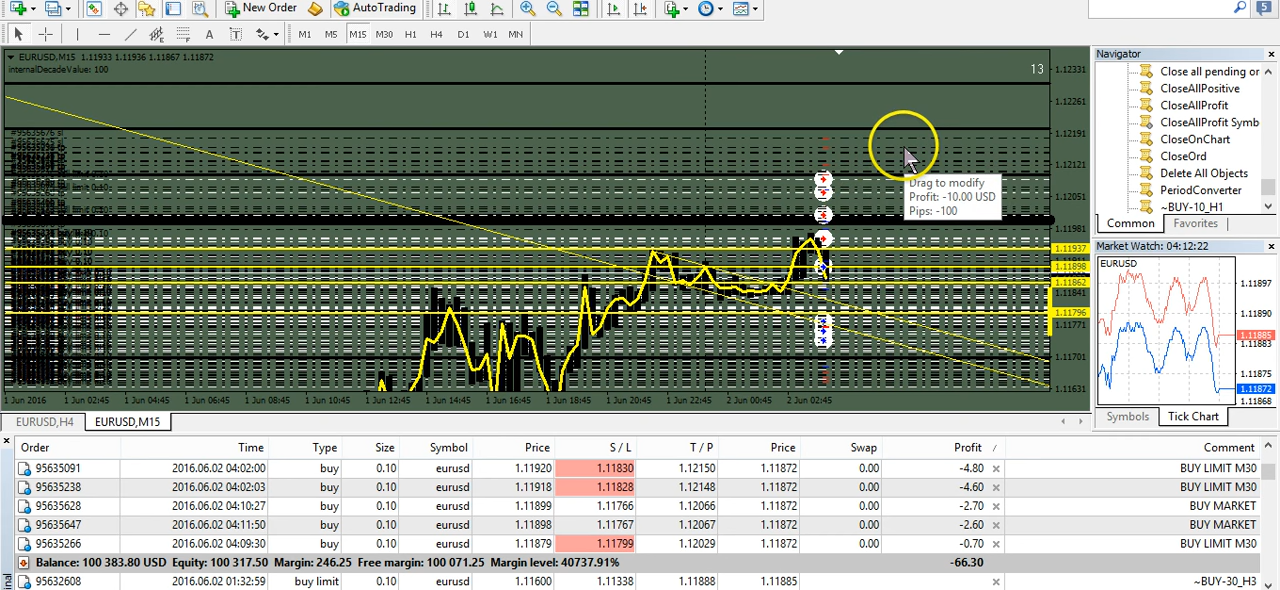 New Order
AutoTrading
5
A
T
M1 M5 M15 M30 H1 H4 D1 W1 MN
EURUSD,M15 1.11933 1.11936 1.11867 1.11872
internalDecadeValue: 100
13
#95635676 sl
1.12331
1.12261
1.12191
1.12121
1.12051
1.11981
1.11937
1.11898
1.11862
1.11841
1.11796
1.11771
1.11701
1.11631
Drag to modify
Profit: -10.00 USD
Pips: -100
1 Jun 2016 1 Jun 02:45 1 Jun 04:45 1 Jun 06:45 1 Jun 08:45 1 Jun 10:45 1 Jun 12:45 1 Jun 14:45 1 Jun 16:45 1 Jun 18:45 1 Jun 20:45 1 Jun 22:45 2 Jun 00:45 2 Jun 02:45
EURUSD,H4 EURUSD,M15
Navigator
Close all pending or
CloseAllPositive
CloseAllProfit
CloseAllProfit Symb
CloseOnChart
CloseOrd
Delete All Objects
PeriodConverter
~BUY-10_H1
Common Favorites
Market Watch: 04:12:22
EURUSD
1.11897
1.11890
1.11885
1.11883
1.11875
1.11872
1.11868
Symbols Tick Chart
Order Time Type Size Symbol Price S / L T / P Price Swap Profit / Comment
95635091 2016.06.02 04:02:00 buy 0.10 eurusd 1.11920 1.11830 1.12150 1.11872 0.00 -4.80 BUY LIMIT M30
95635238 2016.06.02 04:02:03 buy 0.10 eurusd 1.11918 1.11828 1.12148 1.11872 0.00 -4.60 BUY LIMIT M30
95635628 2016.06.02 04:10:27 buy 0.10 eurusd 1.11899 1.11766 1.12066 1.11872 0.00 -2.70 BUY MARKET
95635647 2016.06.02 04:11:50 buy 0.10 eurusd 1.11898 1.11767 1.12067 1.11872 0.00 -2.60 BUY MARKET
95635266 2016.06.02 04:09:30 buy 0.10 eurusd 1.11879 1.11799 1.12029 1.11872 0.00 -0.70 BUY LIMIT M30
Balance: 100 383.80 USD Equity: 100 317.50 Margin: 246.25 Free margin: 100 071.25 Margin level: 40737.91% -66.30
95632608 2016.06.02 01:32:59 buy limit 0.10 eurusd 1.11600 1.11338 1.11888 1.11885 ~BUY-30_H3